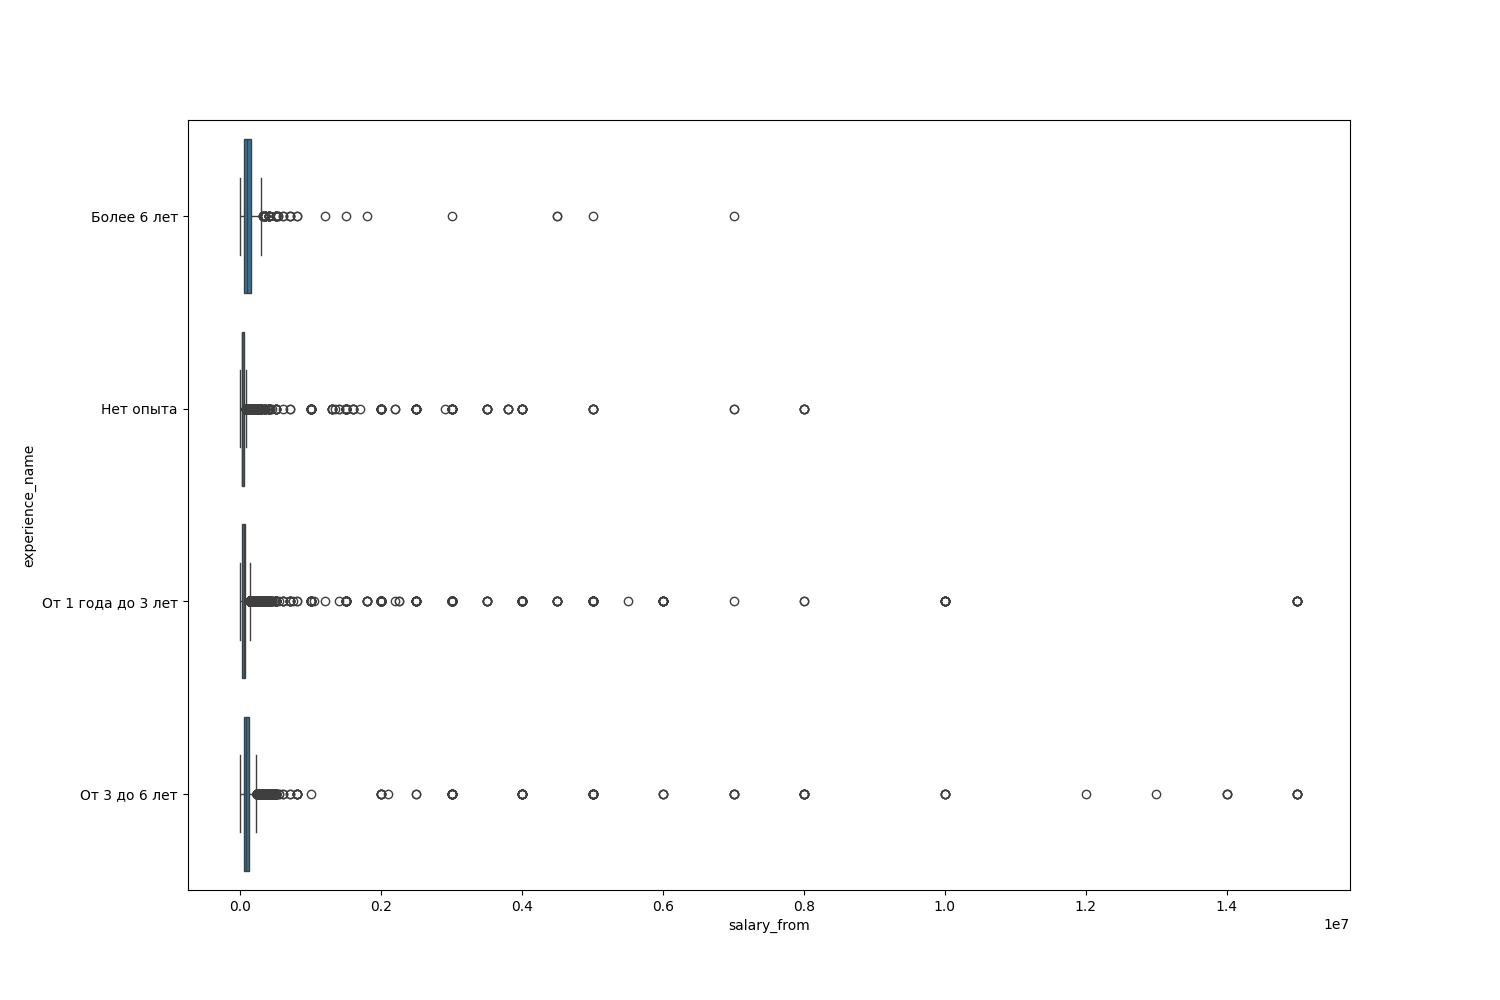 experience_name
Более 6 лет
Нет опыта
От 1 года до 3 лет
От 3 до 6 лет
0.0 0.2 0.4 0.6 0.8 1.0 1.2 1.4
salary_from
1e7